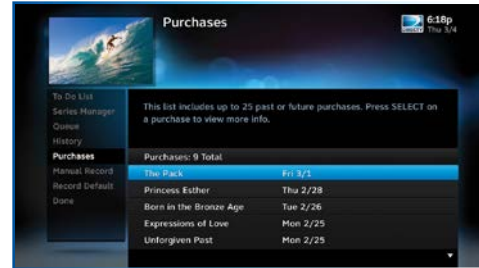 Purchases
6:18p
Thu 3/4
To Do List
Series Manager
Queue
History
Purchases
Manual Record
Record Default
Done
This list includes up to 25 past or future purchases. Press SELECT on
a purchase to view more info.
Purchases: 9 Total
The Pack Fri 3/1
Princess Esther Thu 2/28
Born in the Bronze Age Tue 2/26
Expressions of Love Mon 2/25
Unforgiven Past Mon 2/25